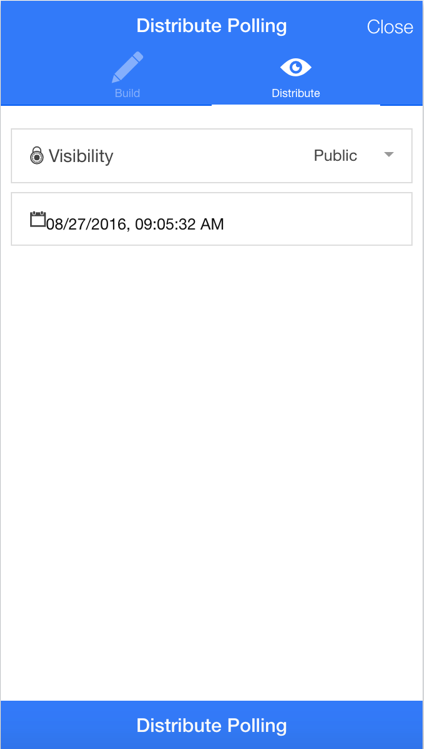 Distribute Polling
Close
Build
Distribute
Visibility
Public
08/27/2016, 09:05:32 AM
Distribute Polling